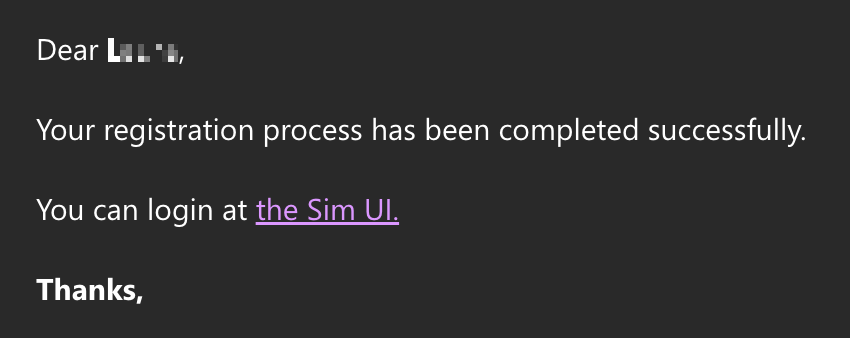 Dear
Your registration process has been completed successfully.
You can login at the Sim UI.
Thanks,